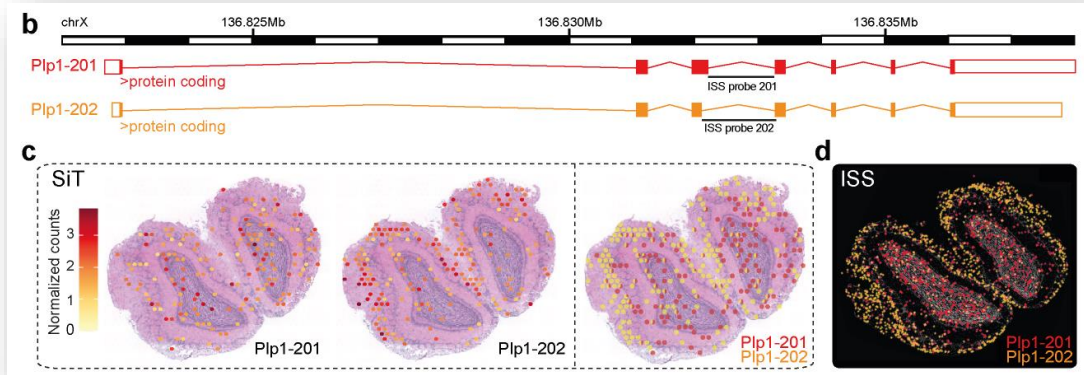 b
chrX 136.825Mb 136.830Mb 136.835Mb
Plp1-201
>protein coding
ISS probe 201
Plp1-202
>protein coding
ISS probe 202
c
SiT
Normalized counts
3
2
1
0
Plp1-201
Plp1-202
Plp1-201
Plp1-202
d
ISS
Plp1-201
Plp1-202